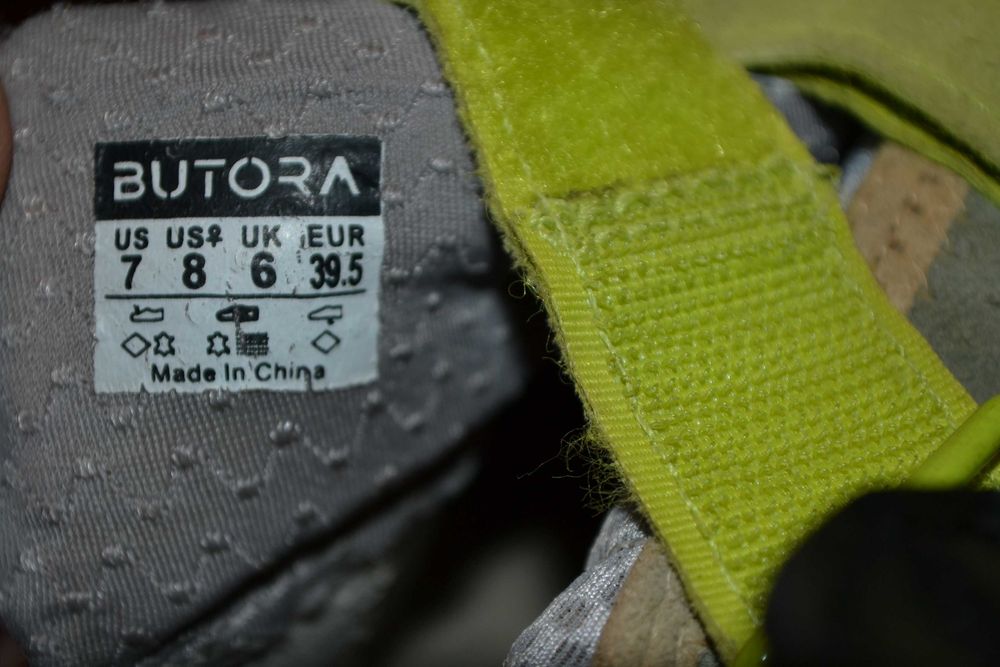 BUTORA
US US♀ UK EUR
7 8 6 39.5
Made In China